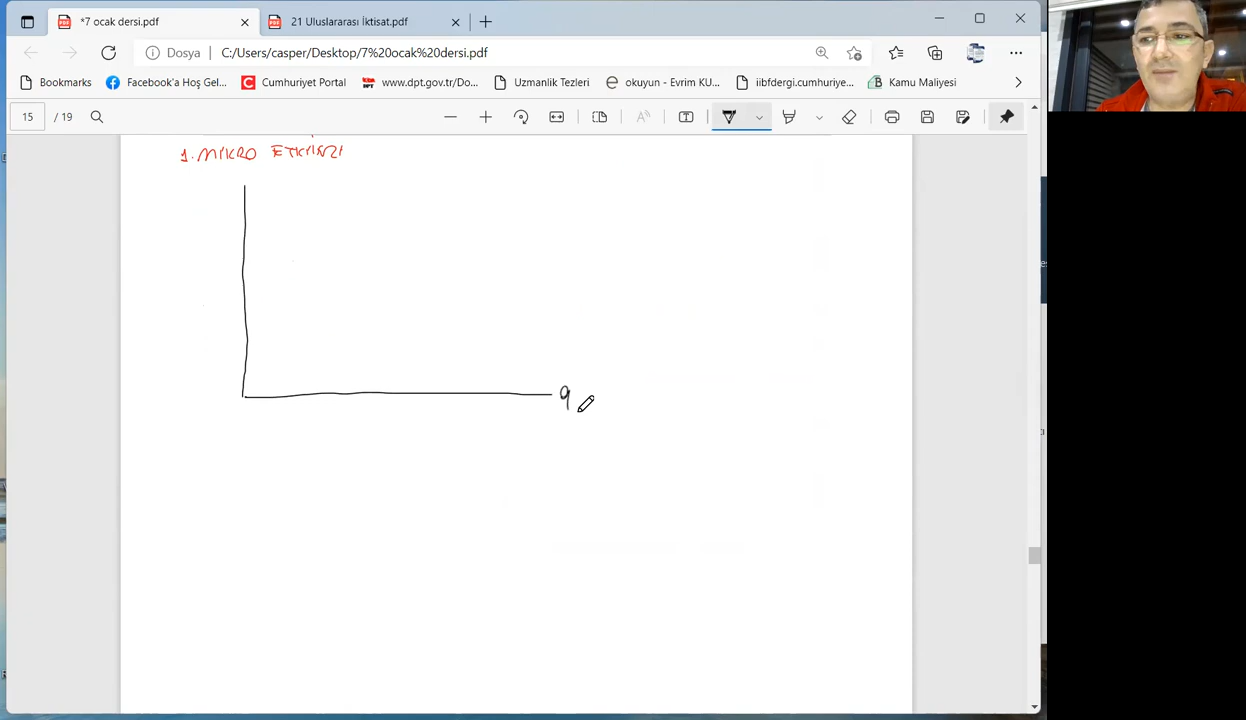 *7 ocak dersi.pdf
21 Uluslararası İktisat.pdf
Dosya
C:/Users/casper/Desktop/7%20ocak%20dersi.pdf
Bookmarks
Facebook'a Hoş Gel...
Cumhuriyet Portal
www.dpt.gov.tr/Do...
Uzmanlık Tezleri
okuyun - Evrim KU...
iibfdergi.cumhuriye...
Kamu Maliyesi
15 / 19
1. MİKRO
q